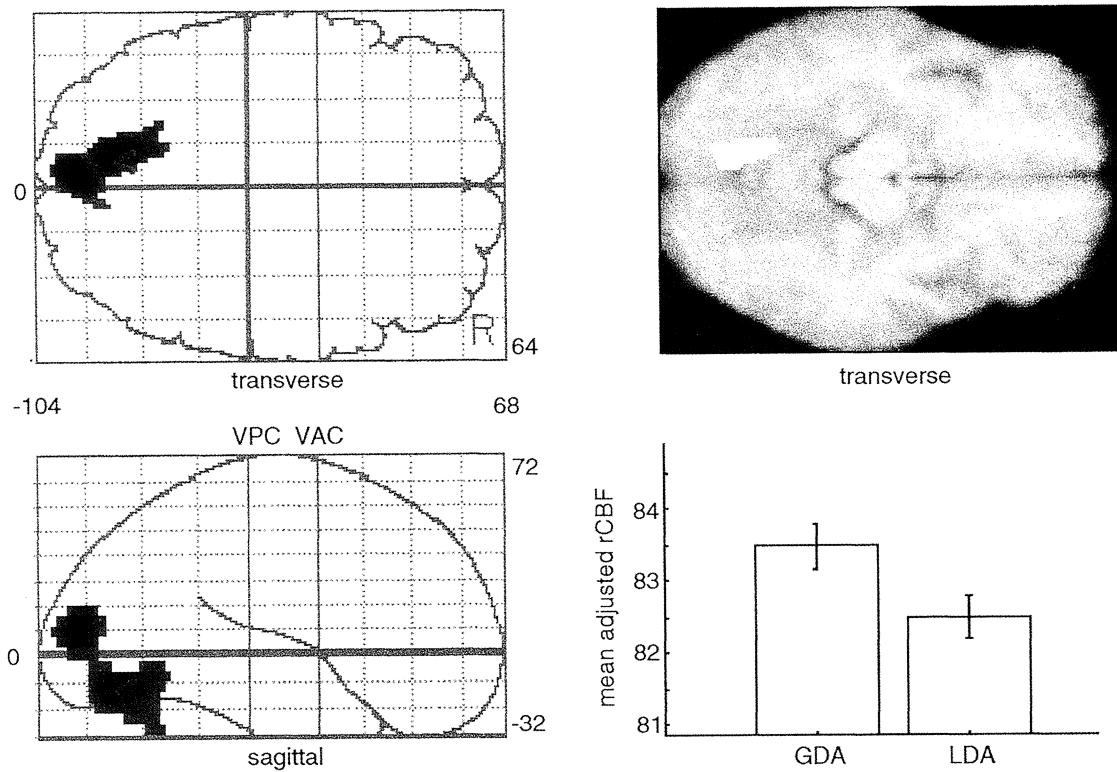 0
R
64
transverse
-104
68
VPC VAC
72
0
-32
sagittal
transverse
mean adjusted rCBF
84
83
82
81
GDA
LDA